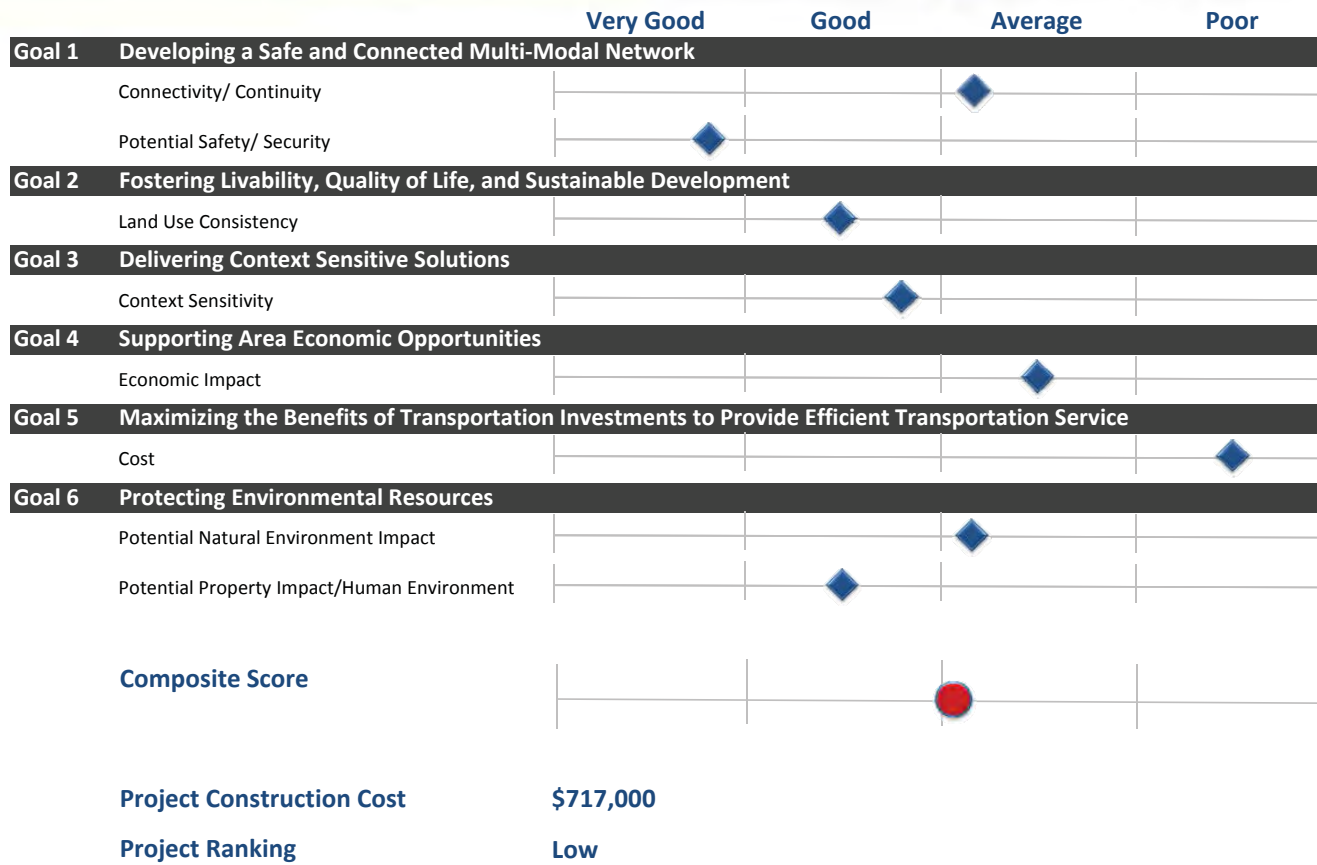 Very Good Good Average Poor
Goal 1 Developing a Safe and Connected Multi-Modal Network
Connectivity/ Continuity
Potential Safety/ Security
Goal 2 Fostering Livability, Quality of Life, and Sustainable Development
Land Use Consistency
Goal 3 Delivering Context Sensitive Solutions
Context Sensitivity
Goal 4 Supporting Area Economic Opportunities
Economic Impact
Goal 5 Maximizing the Benefits of Transportation Investments to Provide Efficient Transportation Service
Cost
Goal 6 Protecting Environmental Resources
Potential Natural Environment Impact
Potential Property Impact/Human Environment
Composite Score
Project Construction Cost $717,000
Project Ranking Low